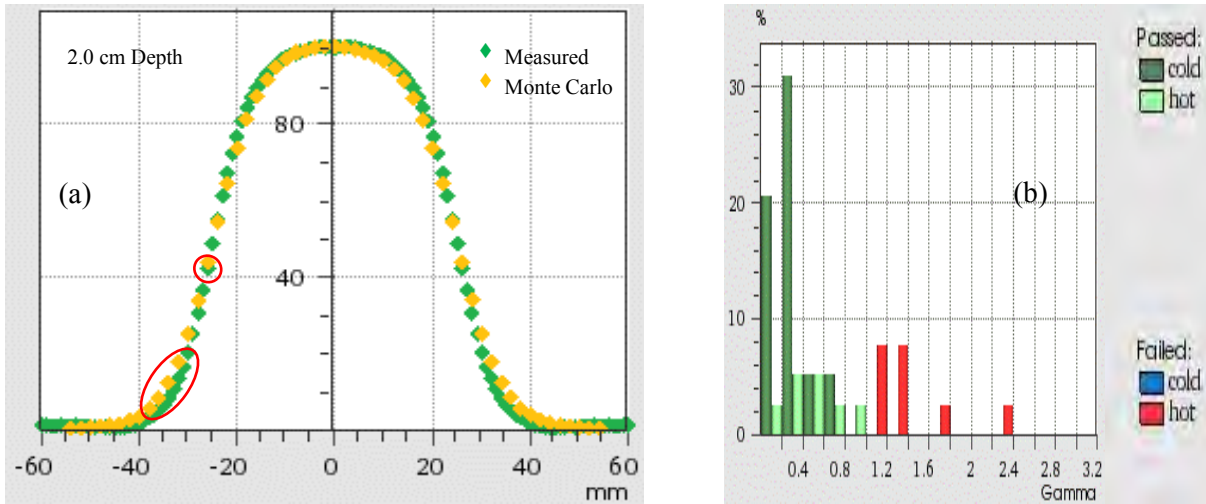 2.0 cm Depth
Measured
Monte Carlo
80
(a)
40
-60 -40 -20 0 20 40 60
mm
%
30
20
10
0
(b)
0.4 0.8 1.2 1.6 2 2.4 2.8 3.2
Gamma
Passed:
cold
hot
Failed:
cold
hot